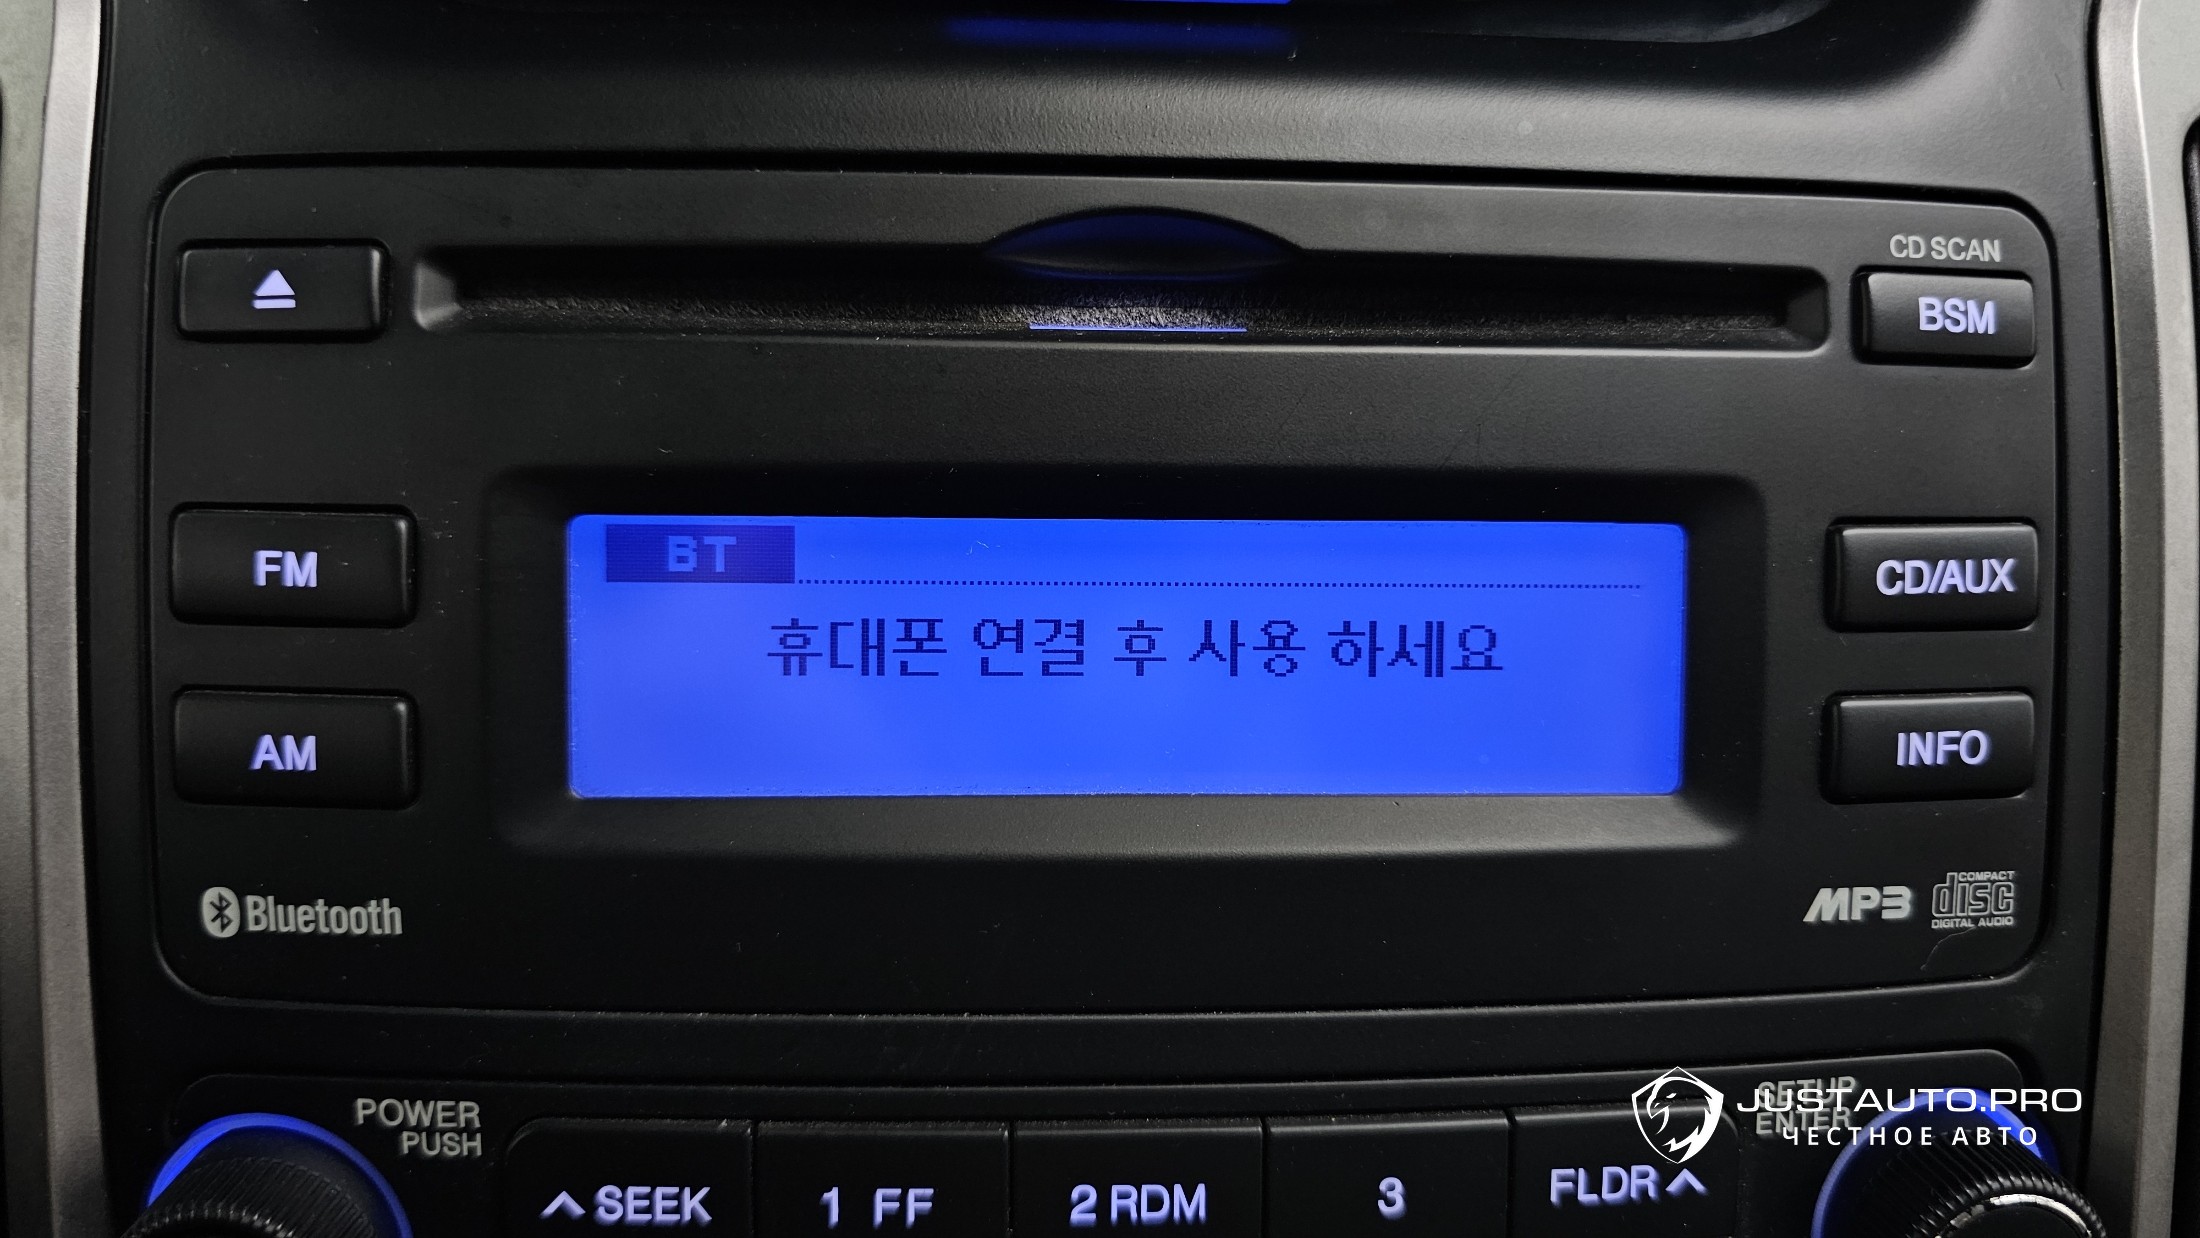 CD SCAN
BSM
FM
BT
CD/AUX
휴대폰 연결 후 사용 하세요
AM
INFO
Bluetooth
MP3
COMPACT
disc
DIGITAL AUDIO
POWER
PUSH
SETUP
ENTER
JUSTAUTO.PRO
ЧЕСТНОЕ АВТО
SEEK
1 FF
2 RDM
3
FLDR